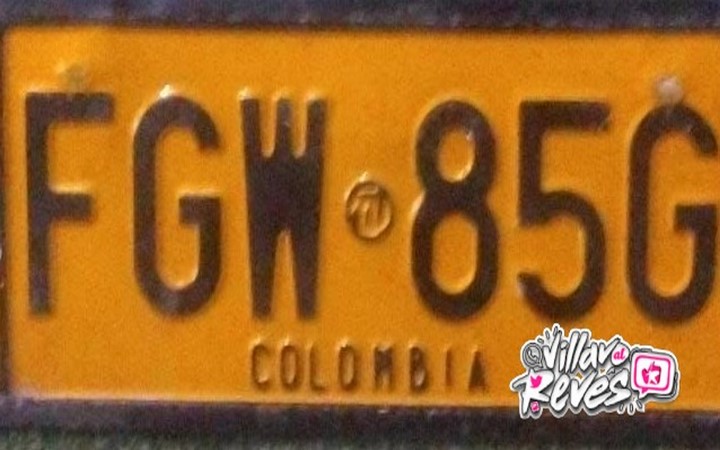 FGW 85G
COLOMBIA
Villav al
Revés